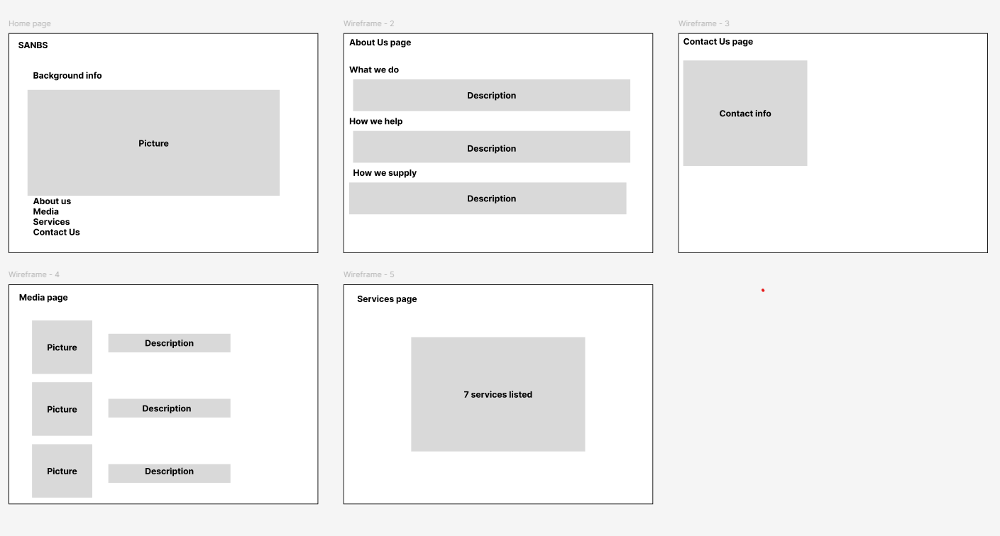 Home page
SANBS
Background info
Picture
About us
Media
Services
Contact Us
Wireframe - 2
About Us page
What we do
Description
How we help
Description
How we supply
Description
Wireframe - 3
Contact Us page
Contact info
Wireframe - 4
Media page
Picture
Description
Picture
Description
Picture
Description
Wireframe - 5
Services page
7 services listed